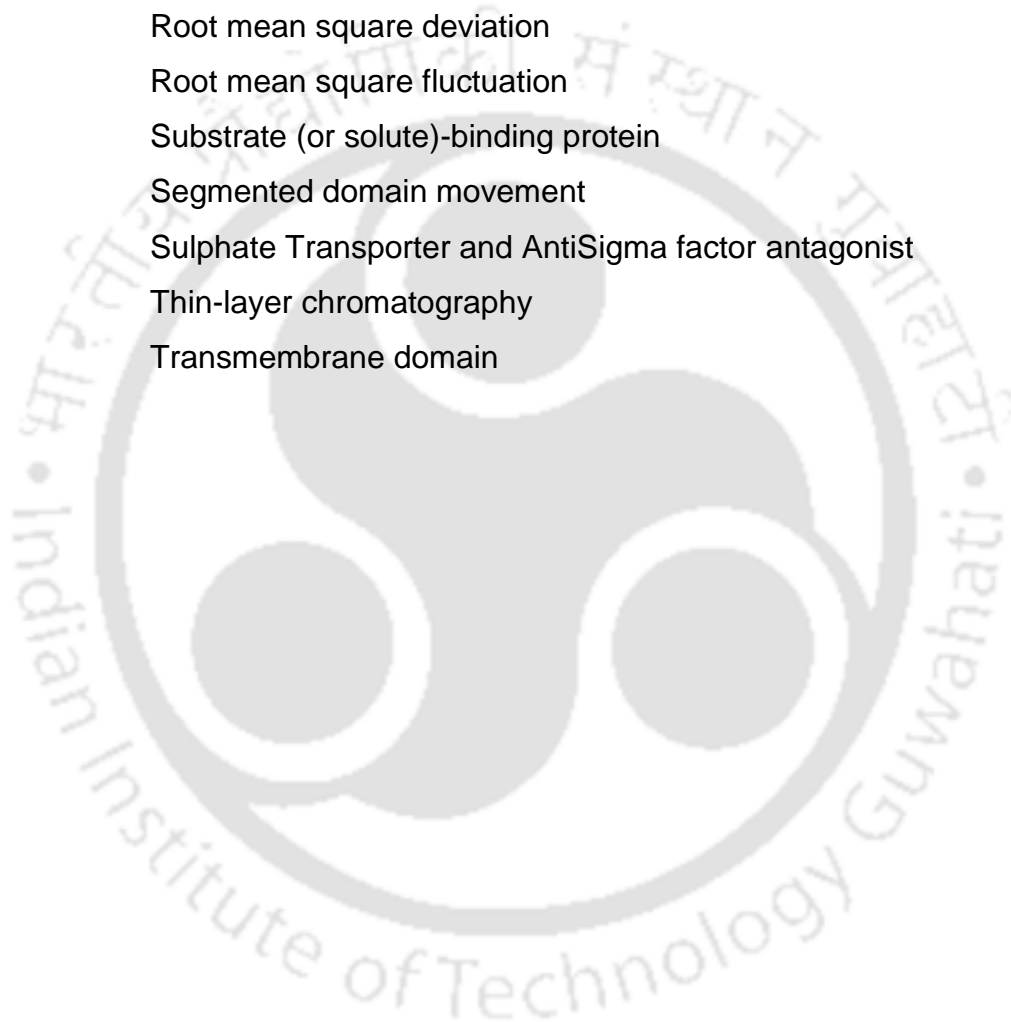 Root mean square deviation
Root mean square fluctuation
Substrate (or solute)-binding protein
Segmented domain movement
Sulphate Transporter and AntiSigma factor antagonist
Thin-layer chromatography
Transmembrane domain
भारतीय प्रौद्योगिकी संस्थान गुवाहाटी
Indian Institute of Technology Guwahati